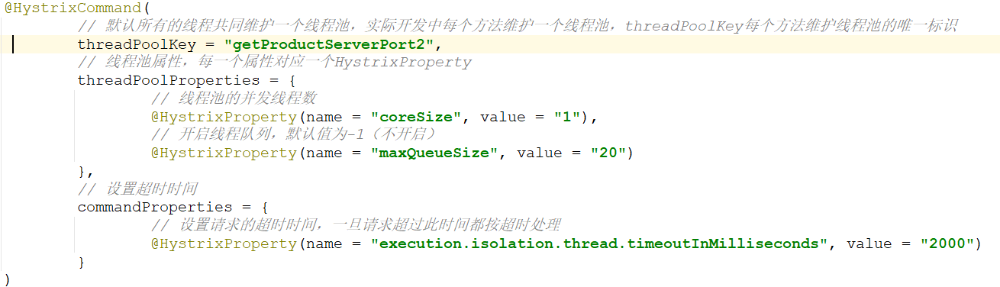 @HystrixCommand(
// 默认所有的线程共同维护一个线程池，实际开发中每个方法维护一个线程池，threadPoolKey每个方法维护线程池的唯一标识
threadPoolKey = "getProductServerPort2",
// 线程池属性，每一个属性对应一个HystrixProperty
threadPoolProperties = {
// 线程池的并发线程数
@HystrixProperty(name = "coreSize", value = "1"),
// 开启线程队列，默认值为-1（不开启）
@HystrixProperty(name = "maxQueueSize", value = "20")
},
// 设置超时时间
commandProperties = {
// 设置请求的超时时间，一旦请求超过此时间都按超时处理
@HystrixProperty(name = "execution.isolation.thread.timeoutInMilliseconds", value = "2000")
}
)